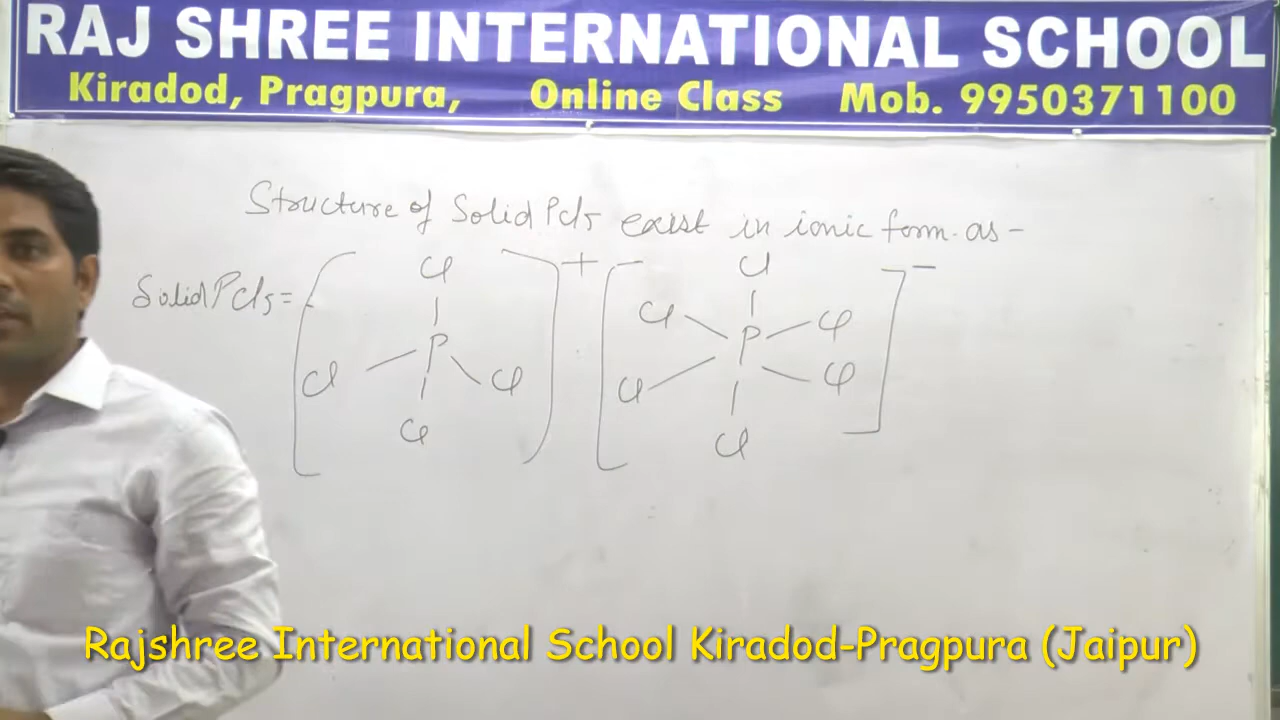 RAJ SHREE INTERNATIONAL SCHOOL
Kiradod, Pragpura, Online Class Mob. 9950371100
Structure of Solid PCl5 exist in ionic form as -
Cl + Cl -
Solid PCl5 = Cl Cl
P P
Cl Cl Cl Cl
Cl Cl
Rajshree International School Kiradod-Pragpura (Jaipur)